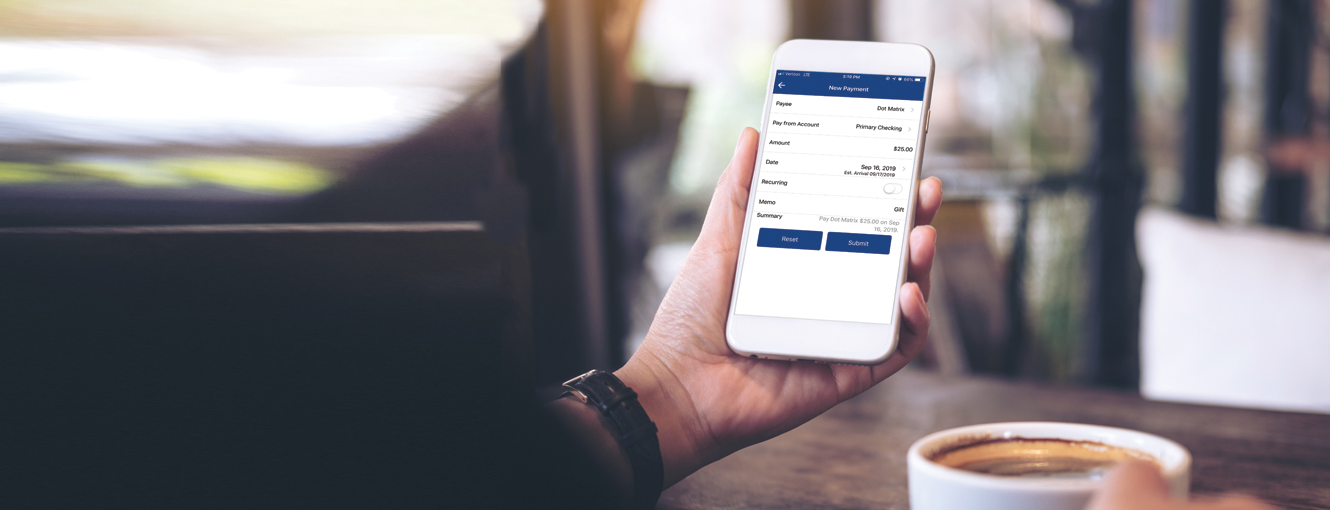 Verizon LTE 3:19 PM
New Payment
Payee Dot Matrix
Pay from Account Primary Checking
Amount $25.00
Date Sep 16, 2019
Est. Arrival 09/17/2019
Recurring
Memo Gift
Summary Pay Dot Matrix $25.00 on Sep
16, 2019.
Reset Submit